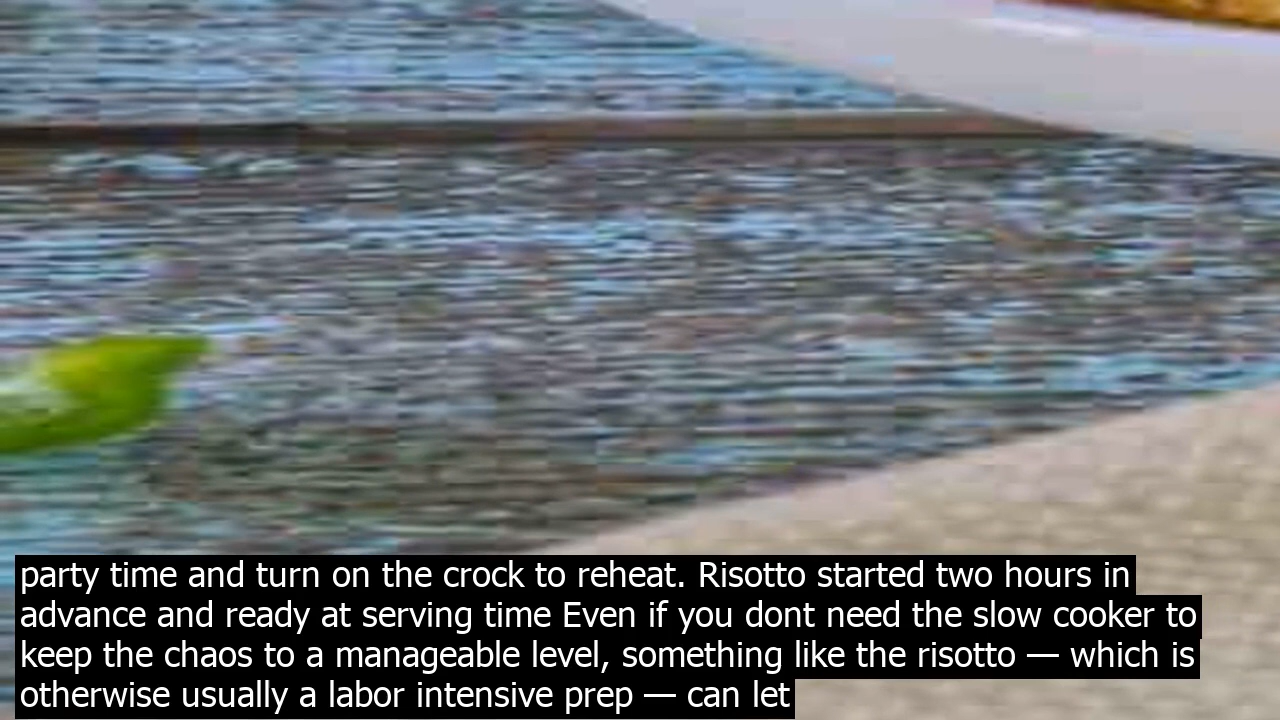 party time and turn on the crock to reheat. Risotto started two hours in
advance and ready at serving time Even if you dont need the slow cooker to
keep the chaos to a manageable level, something like the risotto — which is
otherwise usually a labor intensive prep — can let